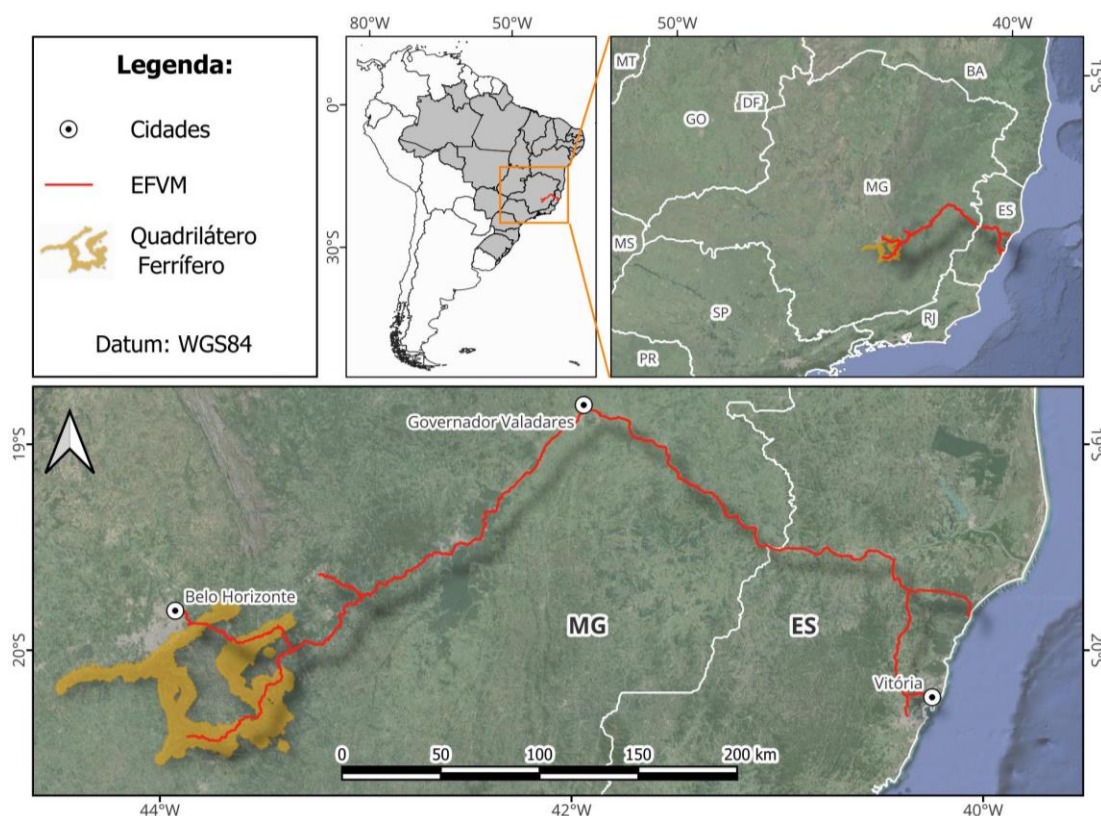 Legenda:
Cidades
EFVM
Quadrilátero
Ferrífero
Datum: WGS84
80°W
50°W
0°
30°S
50°W
40°W
15°S
MT
BA
DF
GO
MG
ES
MS
SP
RJ
PR
19°S
19°S
Governador Valadares
Belo Horizonte
MG
ES
20°S
20°S
Vitória
0
50
100
150
200 km
44°W
42°W
40°W